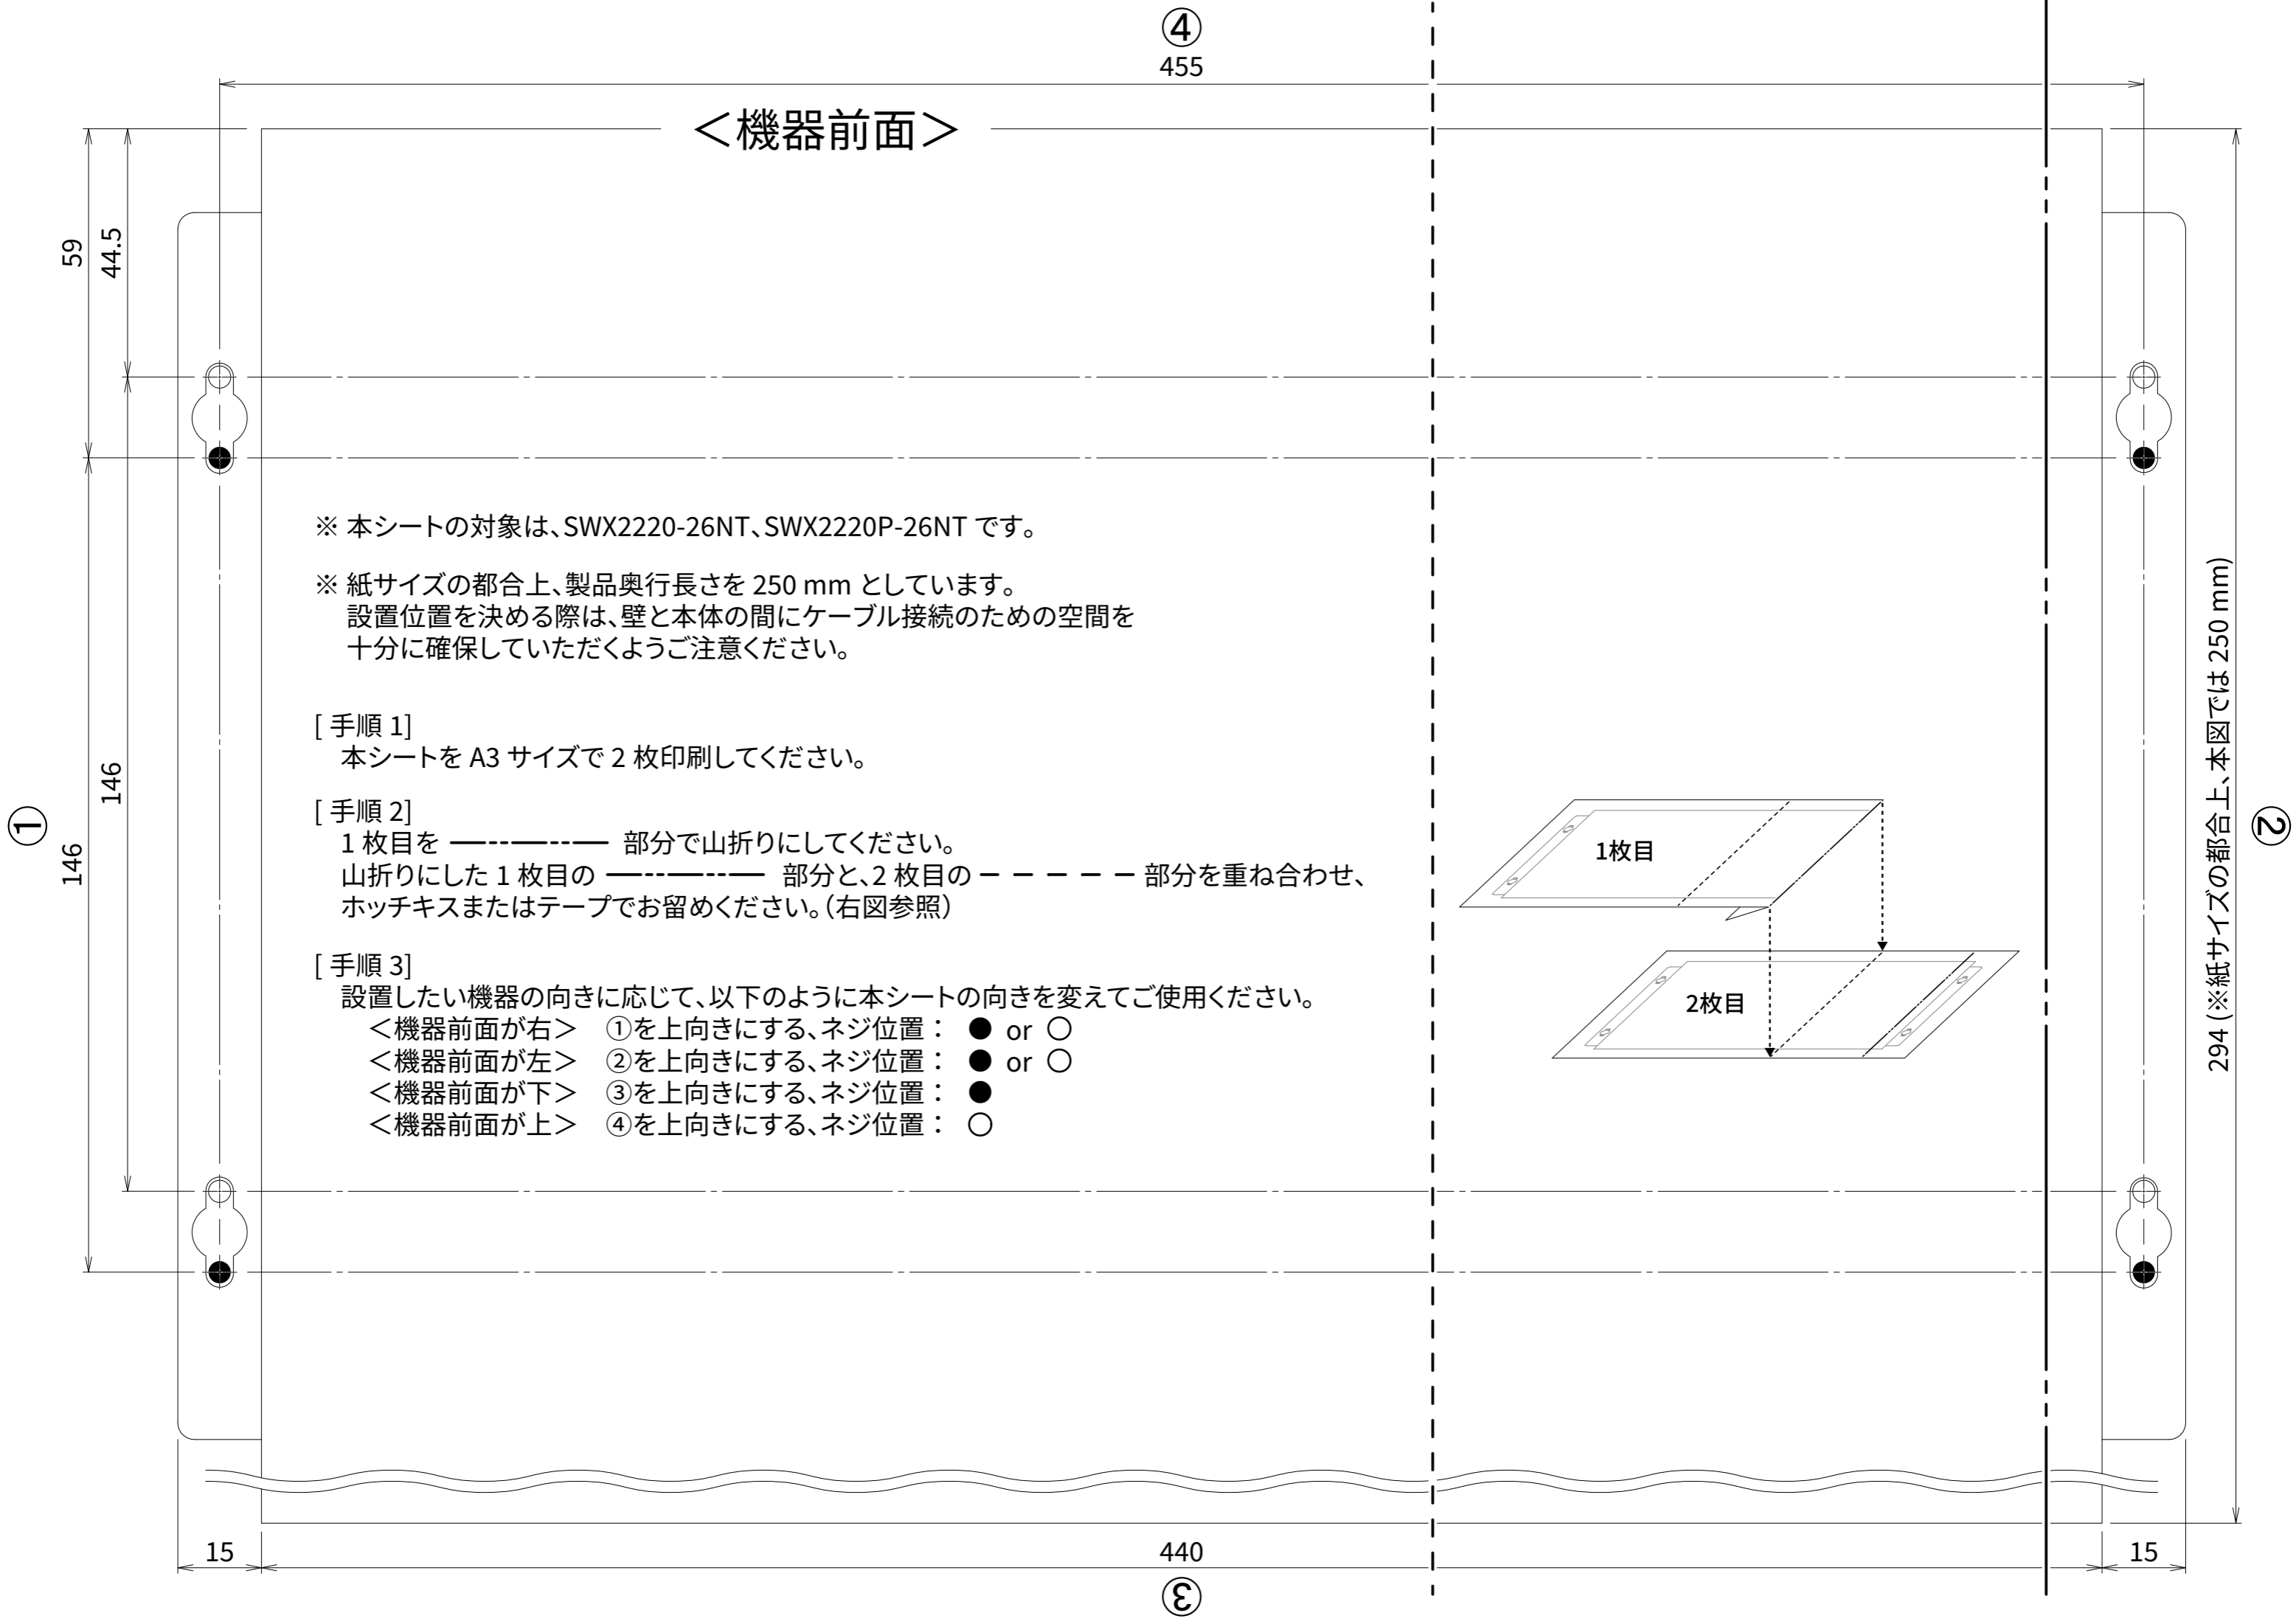 ④
455
＜機器前面＞
59
44.5
※ 本シートの対象は、SWX2220-26NT、SWX2220P-26NT です。
※ 紙サイズの都合上、製品奥行長さを 250 mm としています。
設置位置を決める際は、壁と本体の間にケーブル接続のための空間を
十分に確保していただくようご注意ください。
[ 手順 1]
本シートを A3 サイズで 2 枚印刷してください。
[ 手順 2]
1 枚目を 部分で山折りにしてください。
山折りにした 1 枚目の 部分と、2 枚目の 部分を重ね合わせ、
ホッチキスまたはテープでお留めください。（右図参照）
[ 手順 3]
設置したい機器の向きに応じて、以下のように本シートの向きを変えてご使用ください。
＜機器前面が右＞ ①を上向きにする、ネジ位置： ● or ○
＜機器前面が左＞ ②を上向きにする、ネジ位置： ● or ○
＜機器前面が下＞ ③を上向きにする、ネジ位置： ●
＜機器前面が上＞ ④を上向きにする、ネジ位置： ○
1枚目
2枚目
①
146
146
294 (※紙サイズの都合上、本図では 250 mm)
②
15
440
15
③